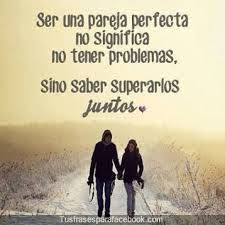 Ser una pareja perfecta
no significa
no tener problemas,
sino saber superarlos
juntos.
Tusfrasesparafacebook.com